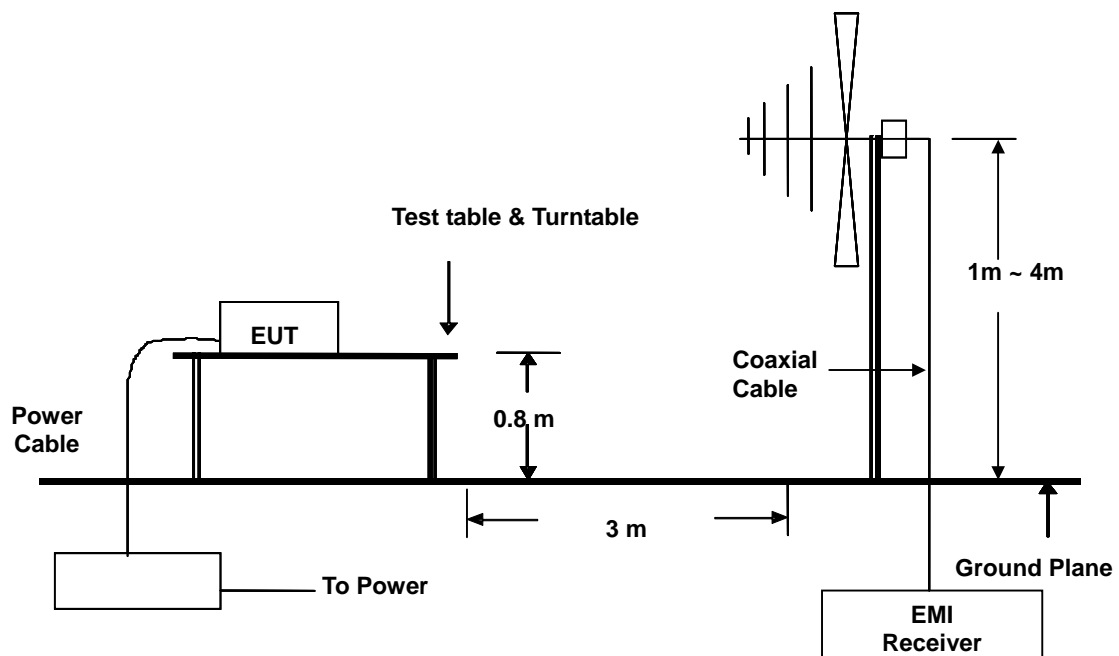 Test table & Turntable
1m ~ 4m
EUT
Coaxial
Cable
0.8 m
Power
Cable
3 m
To Power
Ground Plane
EMI
Receiver